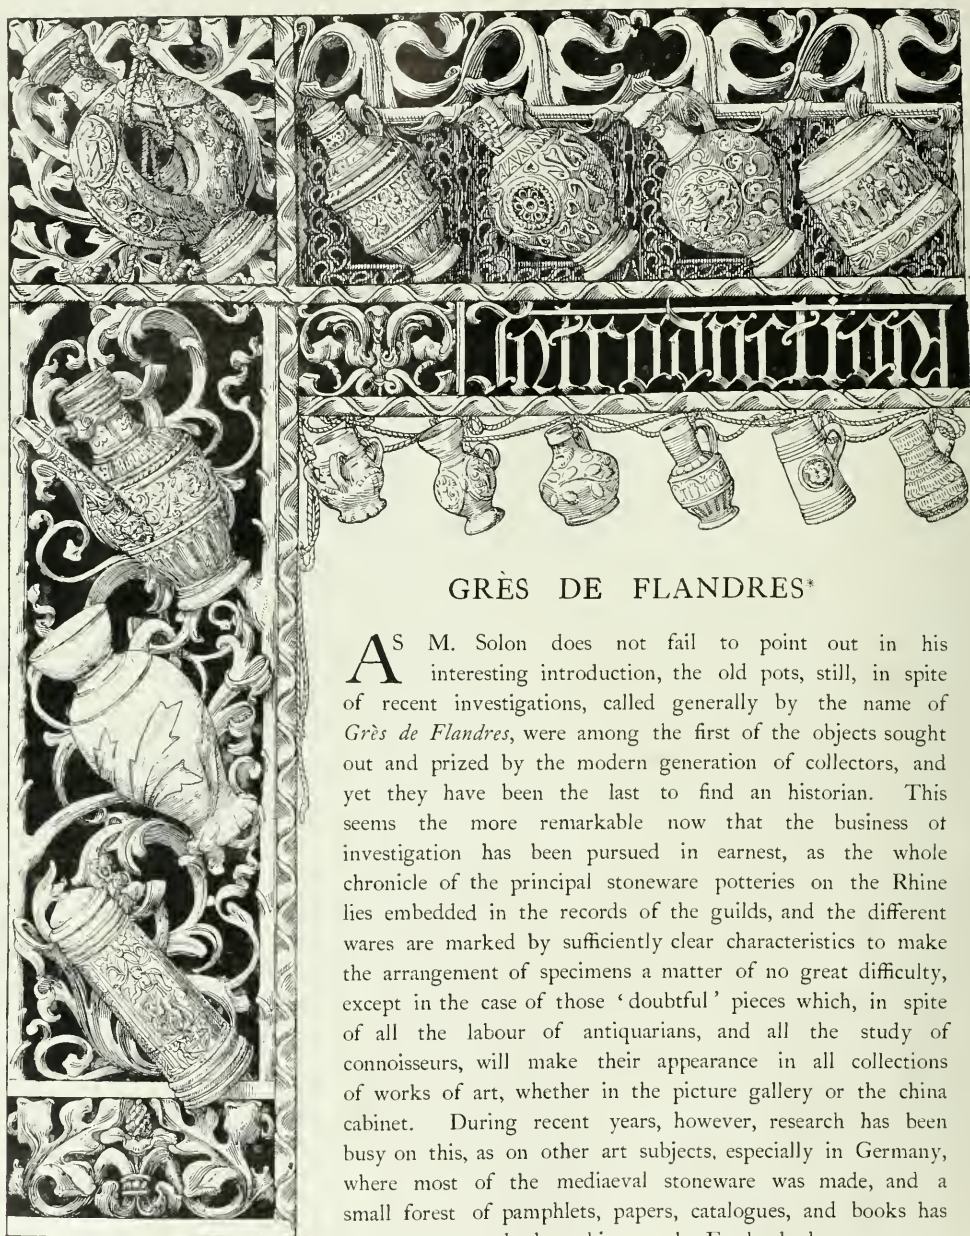 Introduction
GRÈS DE FLANDRES*
AS M. Solon does not fail to point out in his
interesting introduction, the old pots, still, in spite
of recent investigations, called generally by the name of
Grès de Flandres, were among the first of the objects sought
out and prized by the modern generation of collectors, and
yet they have been the last to find an historian. This
seems the more remarkable now that the business of
investigation has been pursued in earnest, as the whole
chronicle of the principal stoneware potteries on the Rhine
lies embedded in the records of the guilds, and the different
wares are marked by sufficiently clear characteristics to make
the arrangement of specimens a matter of no great difficulty,
except in the case of those ‘doubtful’ pieces which, in spite
of all the labour of antiquarians, and all the study of
connoisseurs, will make their appearance in all collections
of works of art, whether in the picture gallery or the china
cabinet. During recent years, however, research has been
busy on this, as on other art subjects, especially in Germany,
where most of the mediaeval stoneware was made, and a
small forest of pamphlets, papers, catalogues, and books has